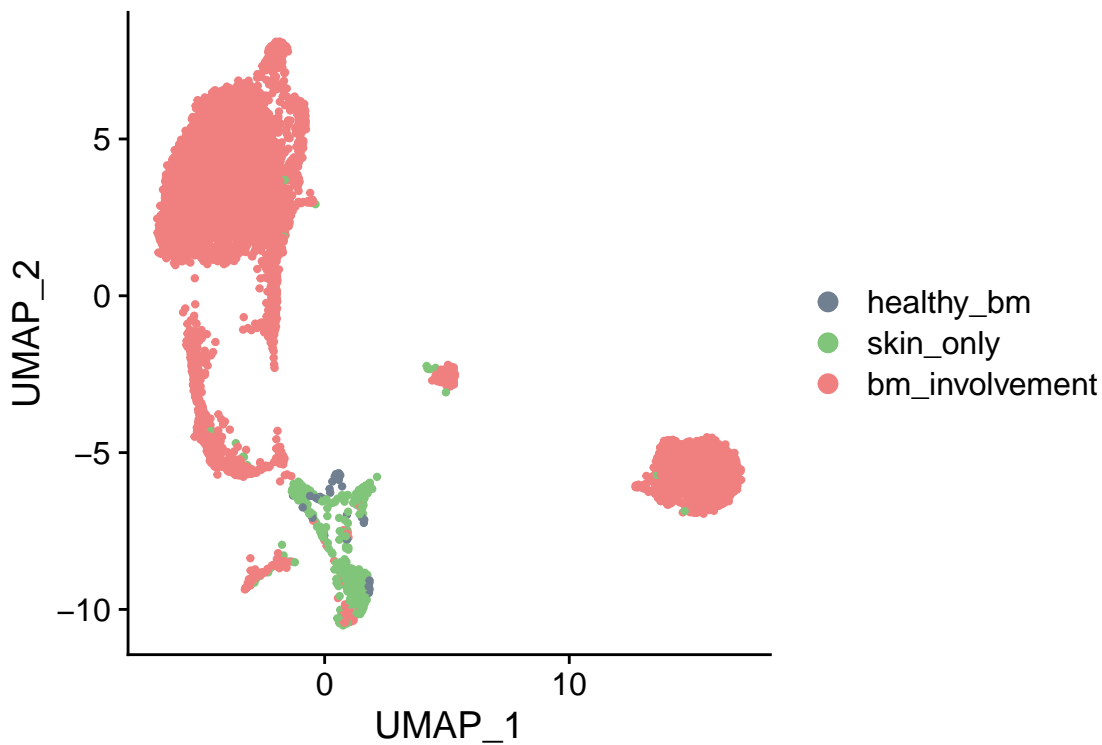 5
0
−5
−10
UMAP_2
0
10
UMAP_1
healthy_bm
skin_only
bm_involvement